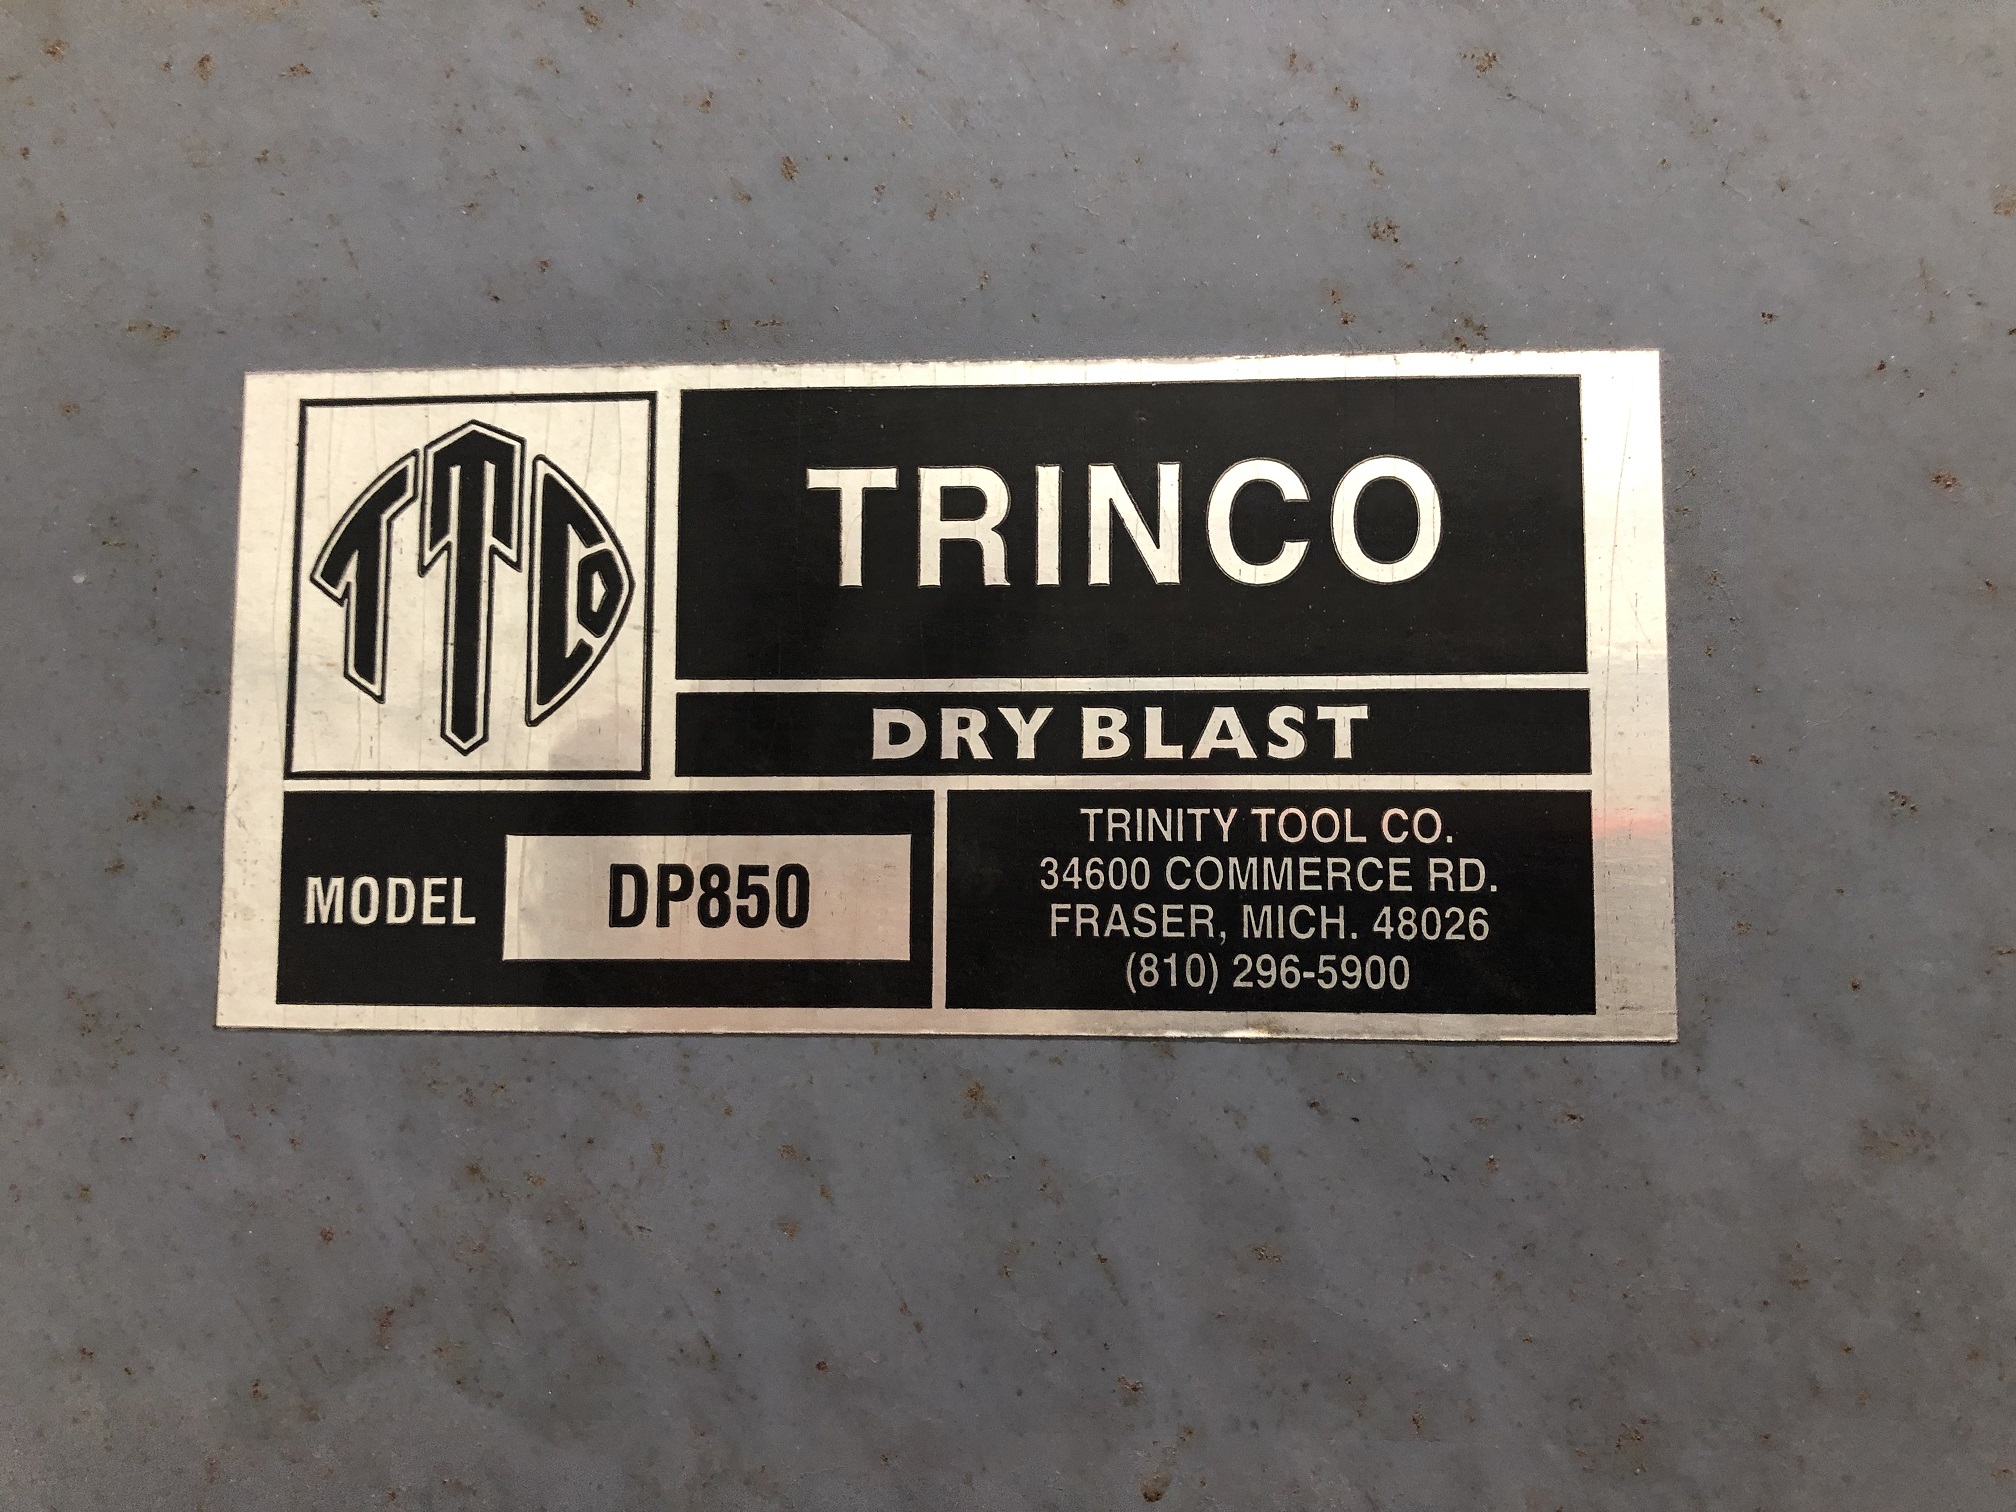 TTCO
TRINCO
DRY BLAST
MODEL DP850
TRINITY TOOL CO.
34600 COMMERCE RD.
FRASER, MICH. 48026
(810) 296-5900